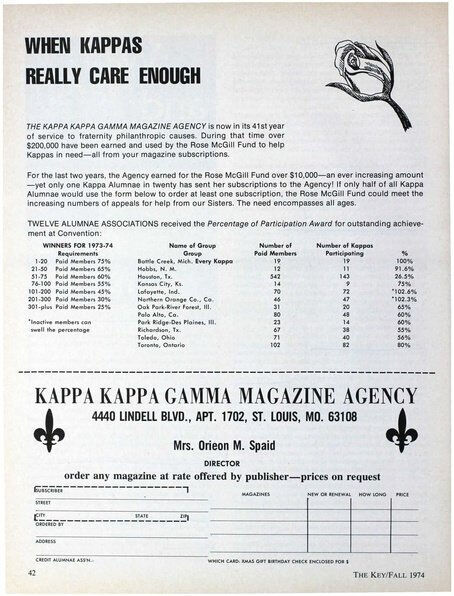 WHEN KAPPAS
REALLY CARE ENOUGH
THE KAPPA KAPPA GAMMA MAGAZINE AGENCY is now in its 41st year
of service to fraternity philanthropic causes. During that time over
$200,000 have been earned and used by the Rose McGill Fund to help
Kappas in need—all from your magazine subscriptions.
For the last two years, the Agency earned for the Rose McGill Fund over $10,000—an ever increasing amount
—yet only one Kappa Alumnae in twenty has sent her subscriptions to the Agency! If only half of all Kappa
Alumnae would use the form below to order at least one subscription, the Rose McGill Fund could meet the
increasing numbers of appeals for help from our Sisters. The need encompasses all ages.
TWELVE ALUMNAE ASSOCIATIONS received the Percentage of Participation Award for outstanding achieve-
ment at Convention:
WINNERS FOR 1973-74 Name of Group Number of Number of Kappas
Requirements Group Paid Members Participating %
1-20 Paid Members 75% Battle Creek, Mich. Every Kappa 19 19 100%
21-50 Paid Members 65% Hobbs, N. M. 12 11 91.6%
51-75 Paid Members 60% Houston, Tx. 542 143 26.5%
76-100 Paid Members 55% Kansas City, Ks. 14 9 75%
101-200 Paid Members 45% Lafayette, Ind. 70 72 *102.6%
201-300 Paid Members 30% Northern Orange Co., Ca. 46 47 *102.3%
301-plus Paid Members 25% Oak Park-River Forest, Ill. 31 20 65%
Palo Alto, Ca. 80 48 60%
*Inactive members can Park Ridge-Des Plaines, Ill. 23 14 60%
swell the percentage Richardson, Tx. 67 38 55%
Toledo, Ohio 71 40 56%
Toronto, Ontario 102 82 80%
KAPPA KAPPA GAMMA MAGAZINE AGENCY
4440 LINDELL BLVD., APT. 1702, ST. LOUIS, MO. 63108
Mrs. Orieon M. Spaid
DIRECTOR
order any magazine at rate offered by publisher—prices on request
SUBSCRIBER
MAGAZINES NEW OR RENEWAL HOW LONG PRICE
STREET
CITY STATE ZIP
ORDERED BY
ADDRESS
CREDIT ALUMNAE ASS'N..
WHICH CARD: XMAS GIFT BIRTHDAY CHECK ENCLOSED FOR $
42
THE KEY/FALL 1974